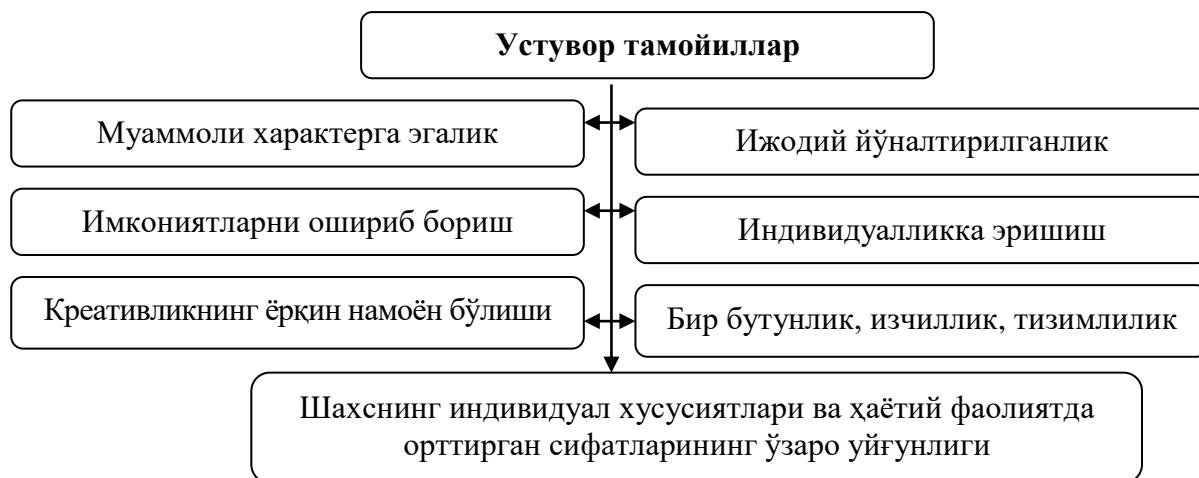 Устувор тамойиллар
Муаммоли характерга эгалик
Ижодий йўналтирилганлик
Имкониятларни ошириб бориш
Индивидуалликка эришиш
Креативликнинг ёрқин намоён бўлиши
Бир бутунлик, изчиллик, тизимлилик
Шахснинг индивидуал хусусиятлари ва ҳаётий фаолиятда
орттирган сифатларининг ўзаро уйғунлиги